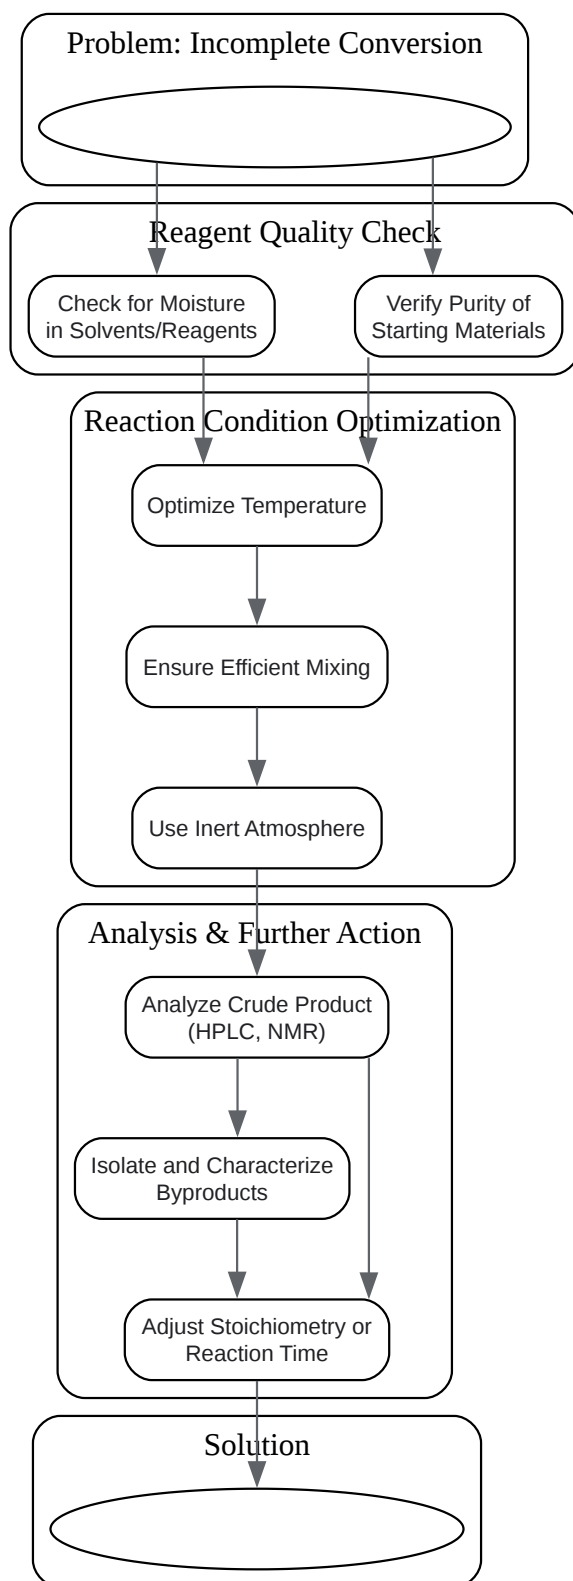 Problem: Incomplete Conversion
Reagent Quality Check
Check for Moisture
in Solvents/Reagents
Verify Purity of
Starting Materials
Reaction Condition Optimization
Optimize Temperature
Ensure Efficient Mixing
Use Inert Atmosphere
Analysis & Further Action
Analyze Crude Product
(HPLC, NMR)
Isolate and Characterize
Byproducts
Adjust Stoichiometry or
Reaction Time
Solution